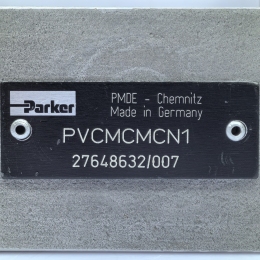 Parker
PMDE - Chemnitz
Made in Germany
PVCMCMCN1
27648632/007